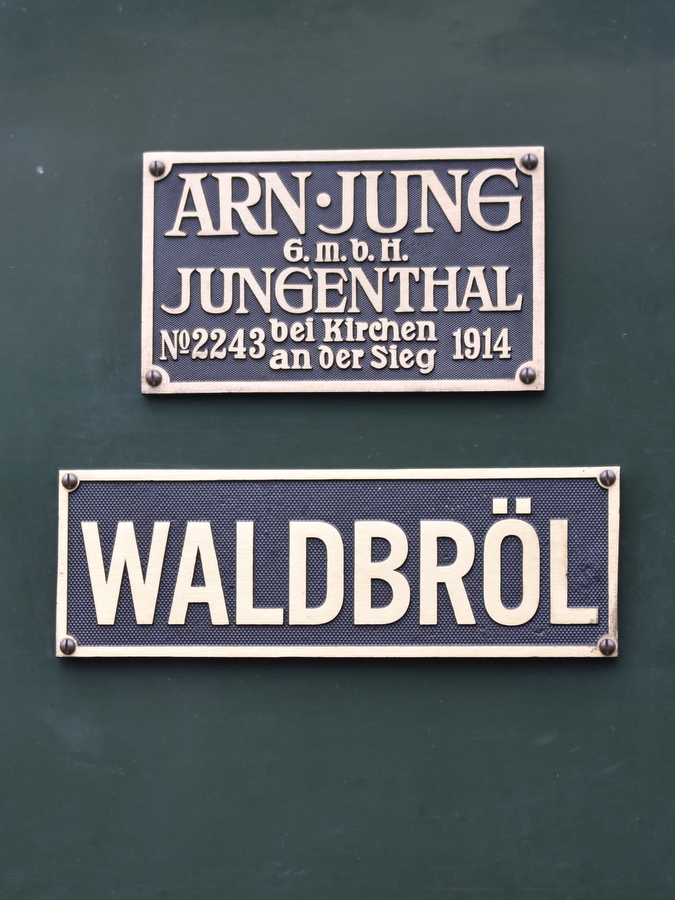 ARN·JUNG
G.m.b.H.
JUNGENTHAL
№2243 bei Kirchen an der Sieg 1914
WALDBRÖL